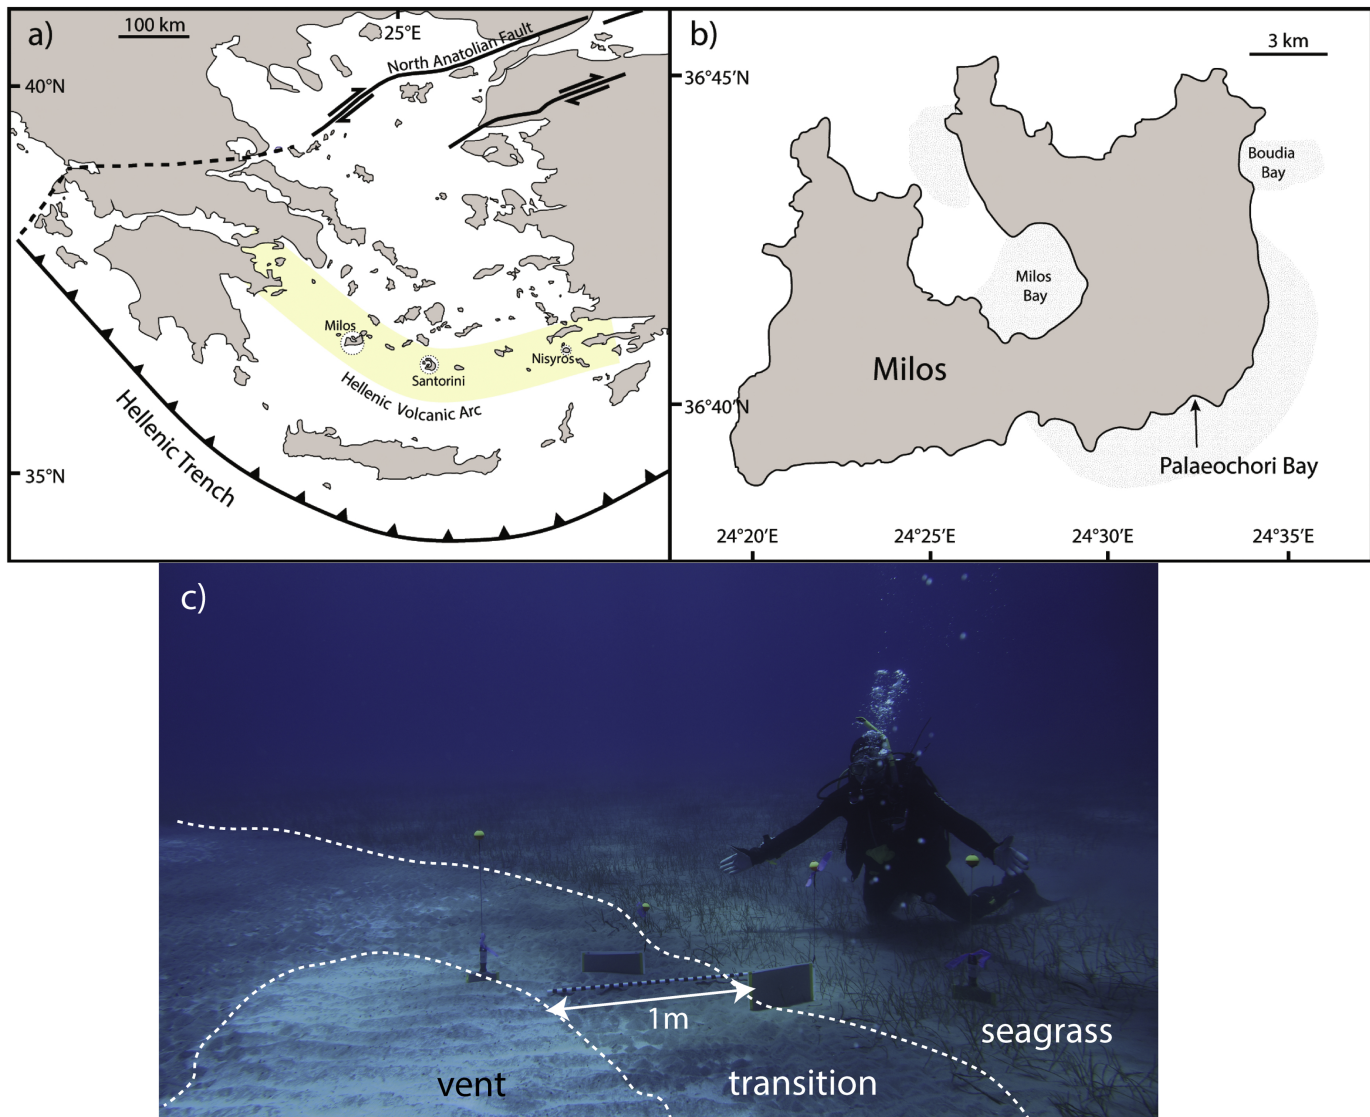 a)
100 km
25°E
North Anatolian Fault
40°N
Milos
Santorini
Nisyros
Hellenic Volcanic Arc
Hellenic Trench
35°N
b)
3 km
36°45'N
Boudia
Bay
Milos
Bay
Milos
36°40'N
Palaeochori Bay
24°20'E
24°25'E
24°30'E
24°35'E
c)
1m
seagrass
vent
transition